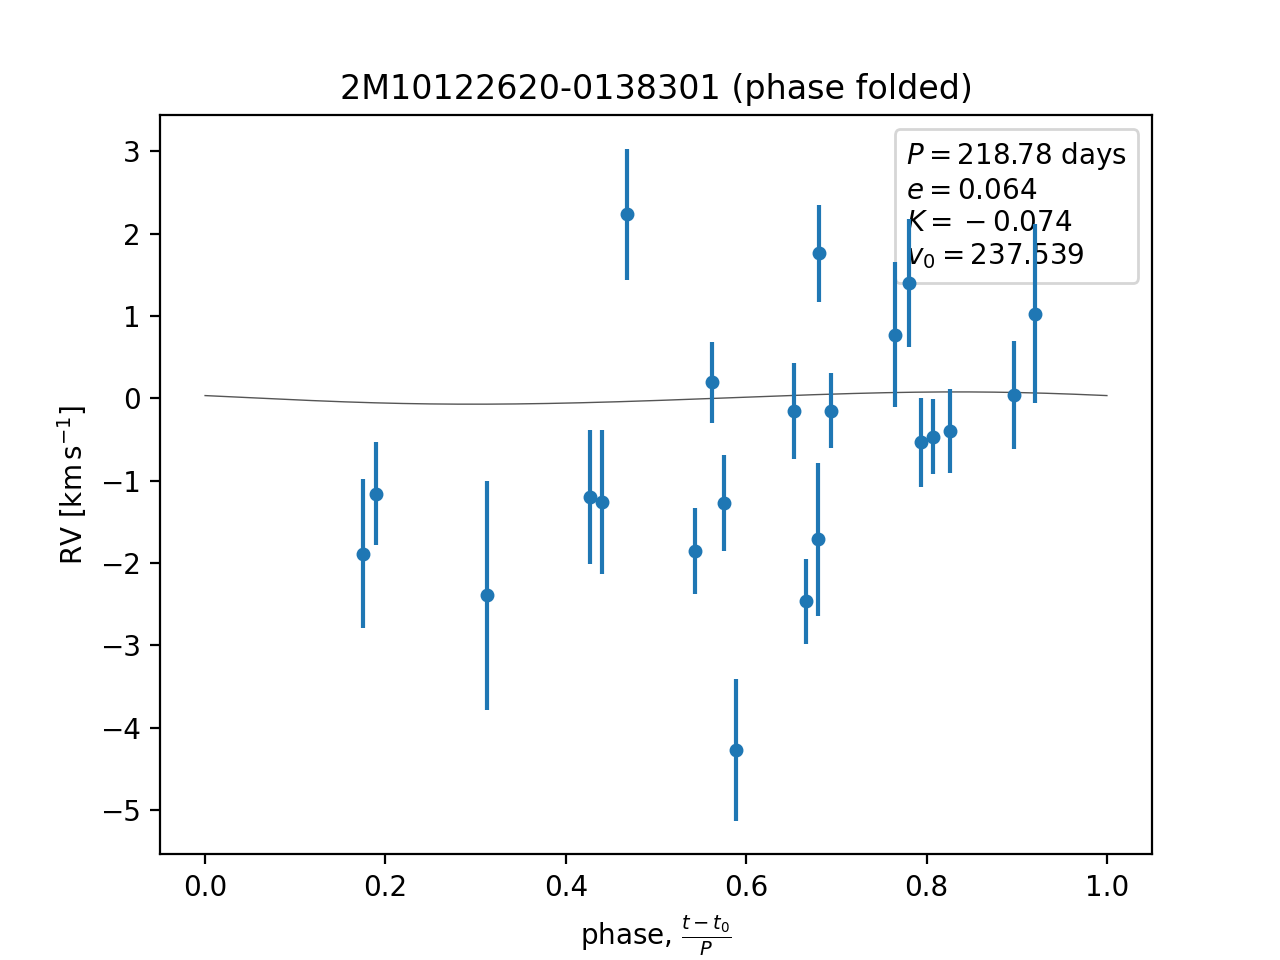 2M10122620-0138301 (phase folded)
P = 218.78 days
e = 0.064
K = −0.074
v₀ = 237.539
3
2
1
0
−1
−2
−3
−4
−5
RV [km s⁻¹]
0.0 0.2 0.4 0.6 0.8 1.0
phase, (t − t₀)/P